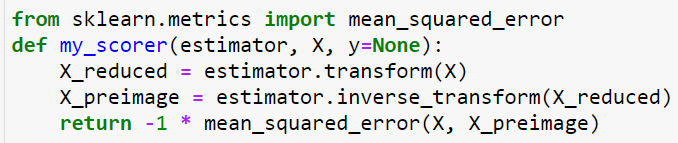 from sklearn.metrics import mean_squared_error
def my_scorer(estimator, X, y=None):
    X_reduced = estimator.transform(X)
    X_preimage = estimator.inverse_transform(X_reduced)
    return -1 * mean_squared_error(X, X_preimage)